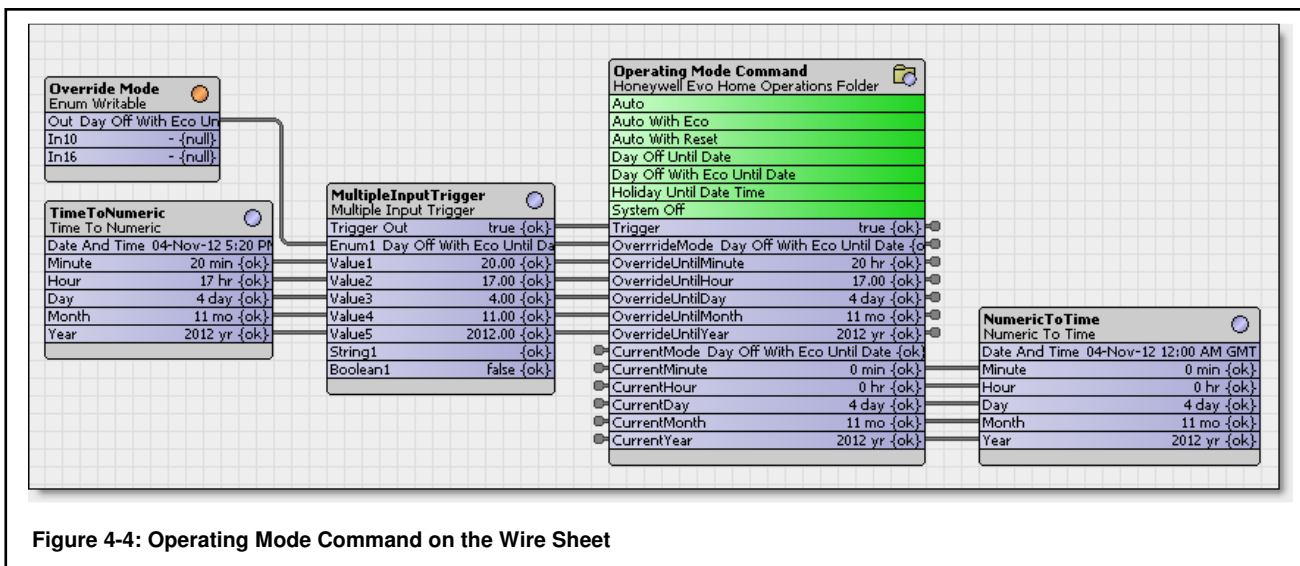 Override Mode
Enum Writable
Out Day Off With Eco Un
In10 - {null}
In16 - {null}
TimeToNumeric
Time To Numeric
Date And Time 04-Nov-12 5:20 PM
Minute 20 min {ok}
Hour 17 hr {ok}
Day 4 day {ok}
Month 11 mo {ok}
Year 2012 yr {ok}
MultipleInputTrigger
Multiple Input Trigger
Trigger Out true {ok}
Enum1 Day Off With Eco Until Da
Value1 20.00 {ok}
Value2 17.00 {ok}
Value3 4.00 {ok}
Value4 11.00 {ok}
Value5 2012.00 {ok}
String1 {ok}
Boolean1 false {ok}
Operating Mode Command
Honeywell Evo Home Operations Folder
Auto
Auto With Eco
Auto With Reset
Day Off Until Date
Day Off With Eco Until Date
Holiday Until Date Time
System Off
Trigger true {ok}
OverrrideMode Day Off With Eco Until Date {o
OverrideUntilMinute 20 hr {ok}
OverrideUntilHour 17.00 {ok}
OverrideUntilDay 4 day {ok}
OverrideUntilMonth 11 mo {ok}
OverrideUntilYear 2012 yr {ok}
CurrentMode Day Off With Eco Until Date {ok}
CurrentMinute 0 min {ok}
CurrentHour 0 hr {ok}
CurrentDay 4 day {ok}
CurrentMonth 11 mo {ok}
CurrentYear 2012 yr {ok}
NumericToTime
Numeric To Time
Date And Time 04-Nov-12 12:00 AM GMT
Minute 0 min {ok}
Hour 0 hr {ok}
Day 4 day {ok}
Month 11 mo {ok}
Year 2012 yr {ok}
Figure 4-4: Operating Mode Command on the Wire Sheet